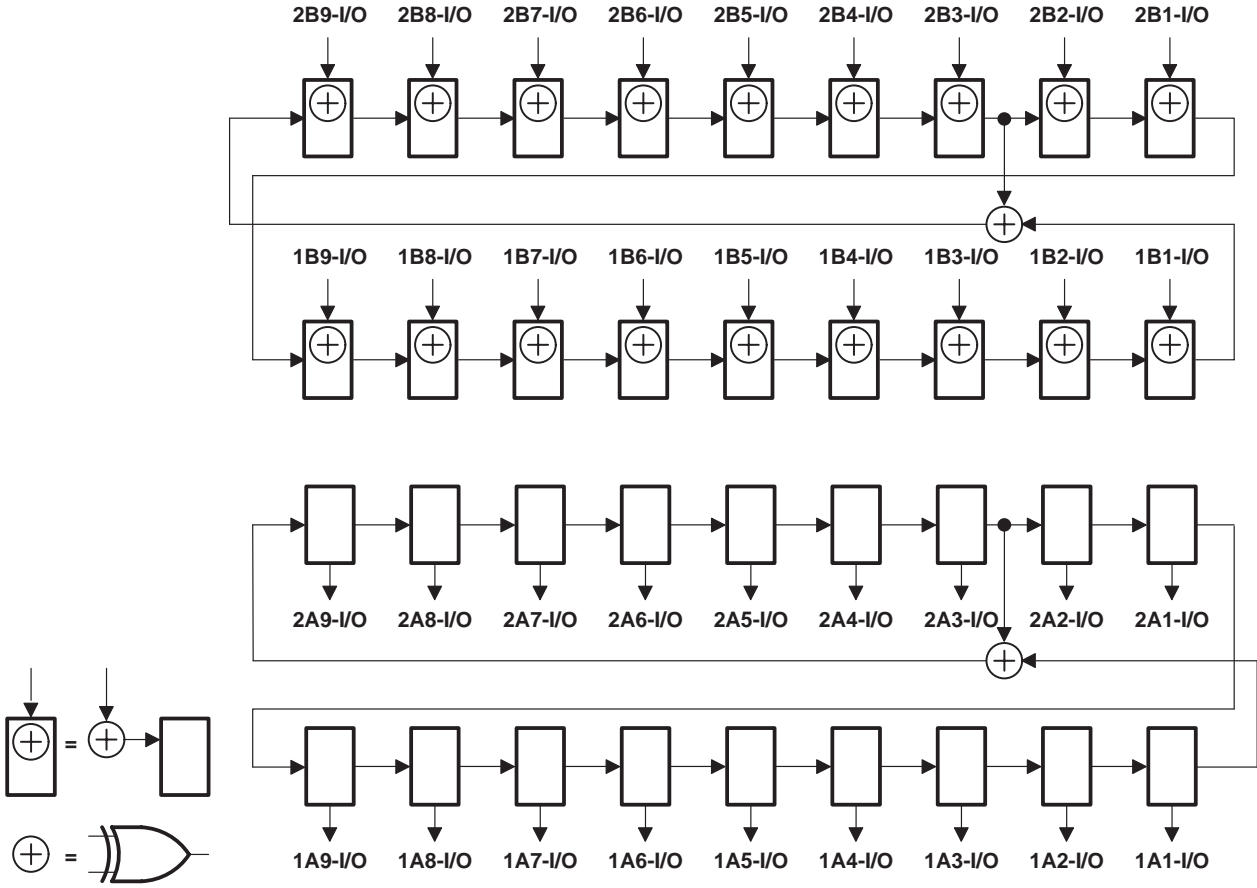 2B9-I/O 2B8-I/O 2B7-I/O 2B6-I/O 2B5-I/O 2B4-I/O 2B3-I/O 2B2-I/O 2B1-I/O
1B9-I/O 1B8-I/O 1B7-I/O 1B6-I/O 1B5-I/O 1B4-I/O 1B3-I/O 1B2-I/O 1B1-I/O
2A9-I/O 2A8-I/O 2A7-I/O 2A6-I/O 2A5-I/O 2A4-I/O 2A3-I/O 2A2-I/O 2A1-I/O
=
=
1A9-I/O 1A8-I/O 1A7-I/O 1A6-I/O 1A5-I/O 1A4-I/O 1A3-I/O 1A2-I/O 1A1-I/O